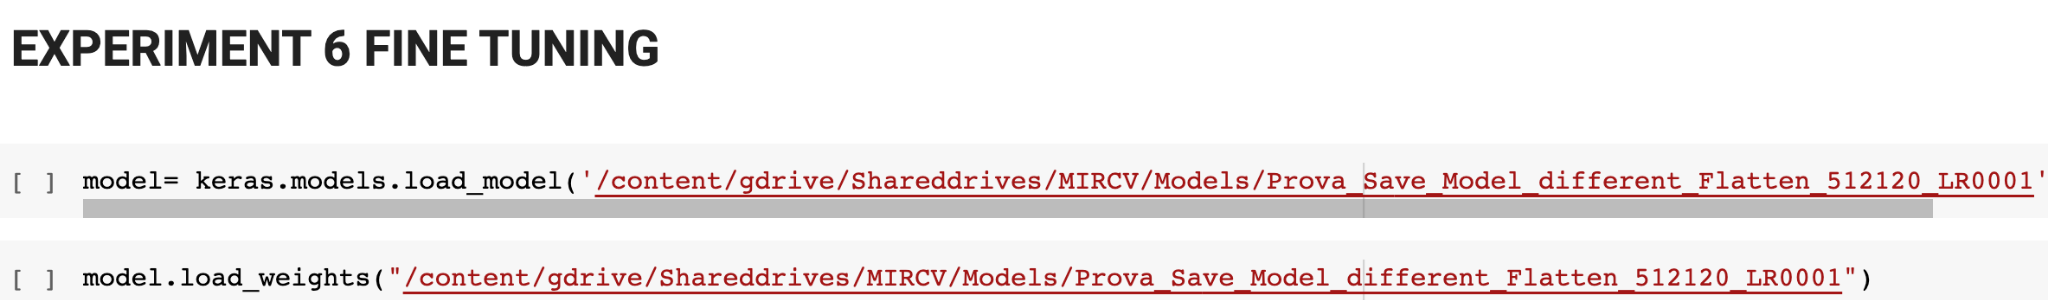 EXPERIMENT 6 FINE TUNING
[ ] model= keras.models.load_model('/content/gdrive/Shareddrives/MIRCV/Models/Prova_Save_Model_different_Flatten_512120_LR0001'
[ ] model.load_weights("/content/gdrive/Shareddrives/MIRCV/Models/Prova_Save_Model_different_Flatten_512120_LR0001")